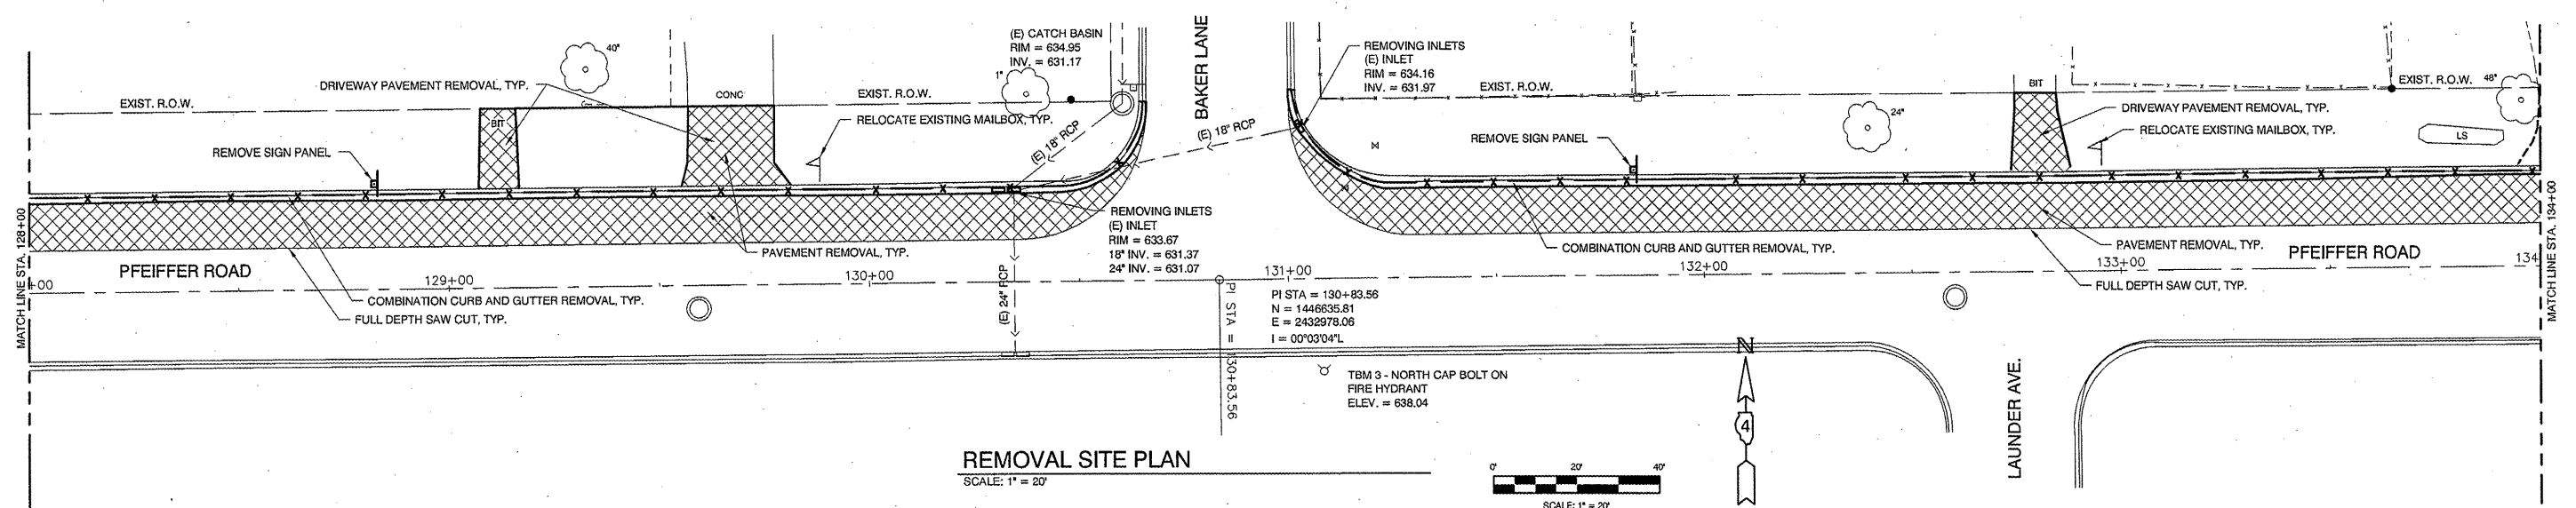 (E) CATCH BASIN
RIM = 634.95
INV. = 631.17
BAKER LANE
REMOVING INLETS
(E) INLET
RIM = 634.16
INV. = 631.97
40"
1"
DRIVEWAY PAVEMENT REMOVAL, TYP.
CONC
EXIST. R.O.W.
EXIST. R.O.W.
EXIST. R.O.W.
BIT
EXIST. R.O.W.
48"
BIT
RELOCATE EXISTING MAILBOX, TYP.
(E) 18" RCP
(E) 18" RCP
24"
DRIVEWAY PAVEMENT REMOVAL, TYP.
RELOCATE EXISTING MAILBOX, TYP.
LS
REMOVE SIGN PANEL
REMOVE SIGN PANEL
MATCH LINE STA. 128+00
MATCH LINE STA. 134+00
REMOVING INLETS
(E) INLET
RIM = 633.67
18" INV. = 631.37
24" INV. = 631.07
PAVEMENT REMOVAL, TYP.
COMBINATION CURB AND GUTTER REMOVAL, TYP.
PAVEMENT REMOVAL, TYP.
PFEIFFER ROAD
PFEIFFER ROAD
+00
129+00
130+00
131+00
132+00
133+00
134
FULL DEPTH SAW CUT, TYP.
COMBINATION CURB AND GUTTER REMOVAL, TYP.
FULL DEPTH SAW CUT, TYP.
(E) 24" RCP
PI STA = 130+83.56
PI STA = 130+83.56
N = 1446635.81
E = 2432978.06
I = 00°03'04"L
N
4
TBM 3 - NORTH CAP BOLT ON
FIRE HYDRANT
ELEV. = 638.04
LAUNDER AVE.
REMOVAL SITE PLAN
SCALE: 1" = 20'
0'
20'
40'
SCALE: 1" = 20'